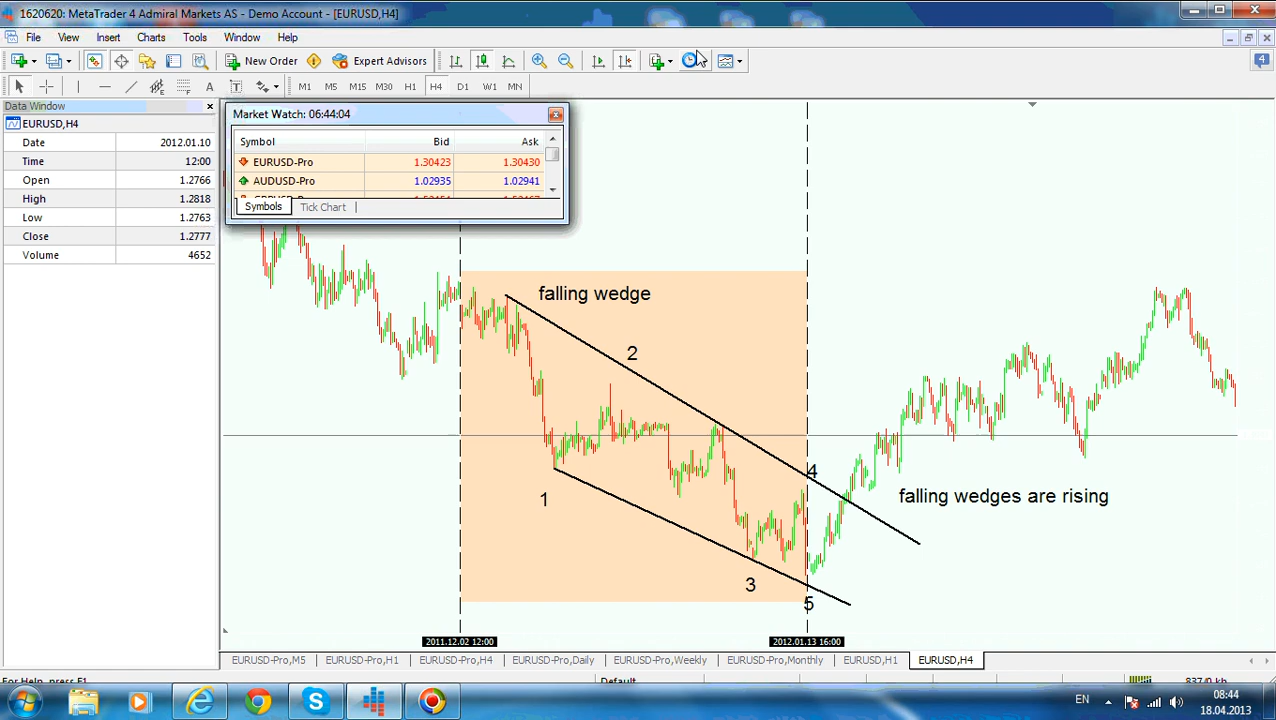 1620620: MetaTrader 4 Admiral Markets AS - Demo Account - [EURUSD,H4]
File View Insert Charts Tools Window Help
New Order Expert Advisors 4
A T M1 M5 M15 M30 H1 H4 D1 W1 MN
Data Window
EURUSD,H4
Date 2012.01.10
Time 12:00
Open 1.2766
High 1.2818
Low 1.2763
Close 1.2777
Volume 4652
Market Watch: 06:44:04
Symbol Bid Ask
EURUSD-Pro 1.30423 1.30430
AUDUSD-Pro 1.02935 1.02941
Symbols Tick Chart
falling wedge
2
4
1
falling wedges are rising
3
5
2011.12.02 12:00 2012.01.13 16:00
EURUSD-Pro,M5 EURUSD-Pro,H1 EURUSD-Pro,H4 EURUSD-Pro,Daily EURUSD-Pro,Weekly EURUSD-Pro,Monthly EURUSD,H1 EURUSD,H4
For Help, press F1 Default 837/0 kb
EN 08:44
18.04.2013